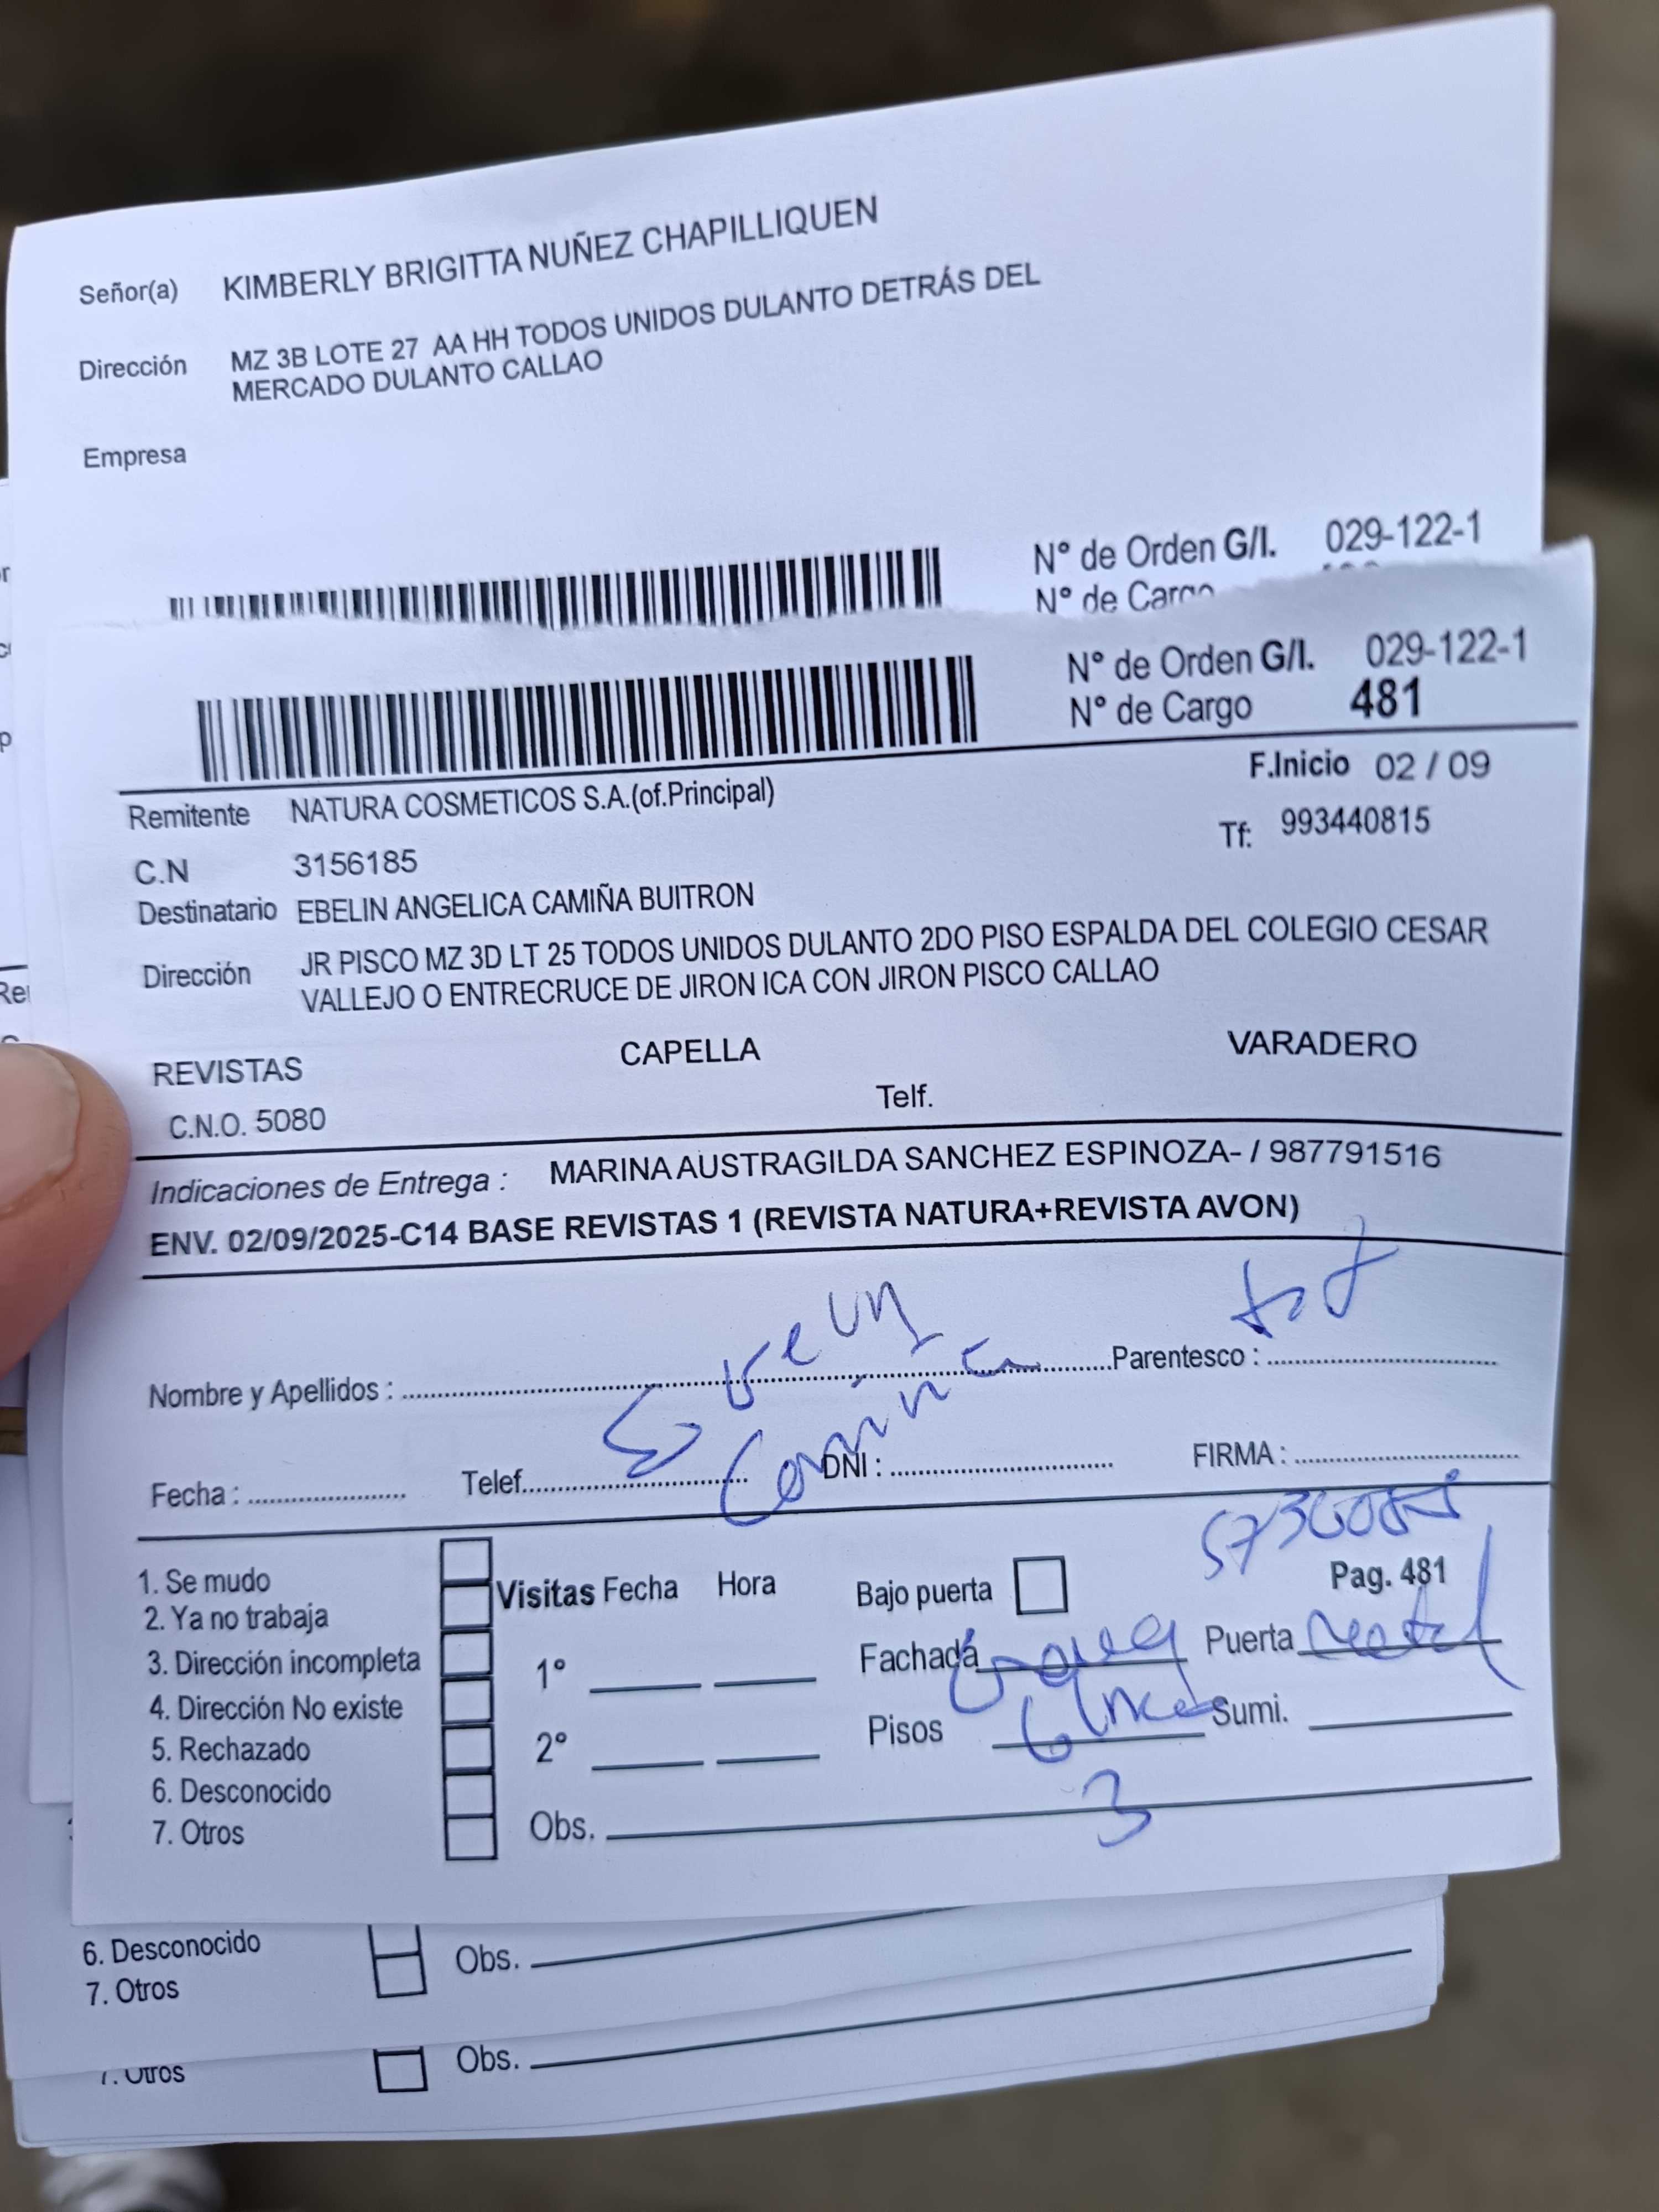 Señor(a) KIMBERLY BRIGITTA NUÑEZ CHAPILLIQUEN
Dirección MZ 3B LOTE 27 AA HH TODOS UNIDOS DULANTO DETRÁS DEL
MERCADO DULANTO CALLAO
Empresa
N° de Orden G/I. 029-122-1
N° de Cargo
N° de Orden G/I. 029-122-1
N° de Cargo 481
F.Inicio 02 / 09
Remitente NATURA COSMETICOS S.A.(of.Principal)
Tf: 993440815
C.N 3156185
Destinatario EBELIN ANGELICA CAMIÑA BUITRON
Dirección JR PISCO MZ 3D LT 25 TODOS UNIDOS DULANTO 2DO PISO ESPALDA DEL COLEGIO CESAR
VALLEJO O ENTRECRUCE DE JIRON ICA CON JIRON PISCO CALLAO
REVISTAS CAPELLA VARADERO
C.N.O. 5080 Telf.
Indicaciones de Entrega : MARINA AUSTRAGILDA SANCHEZ ESPINOZA- / 987791516
ENV. 02/09/2025-C14 BASE REVISTAS 1 (REVISTA NATURA+REVISTA AVON)
Nombre y Apellidos : Parentesco :
Fecha : Telef. DNI : FIRMA :
1. Se mudo
2. Ya no trabaja
3. Dirección incompleta
4. Dirección No existe
5. Rechazado
6. Desconocido
7. Otros
Visitas Fecha Hora
1°
2°
Obs.
Bajo puerta
Pag. 481
Fachada Puerta metal
Pisos Sumi.
3
6. Desconocido
7. Otros
Obs.
7. Otros
Obs.